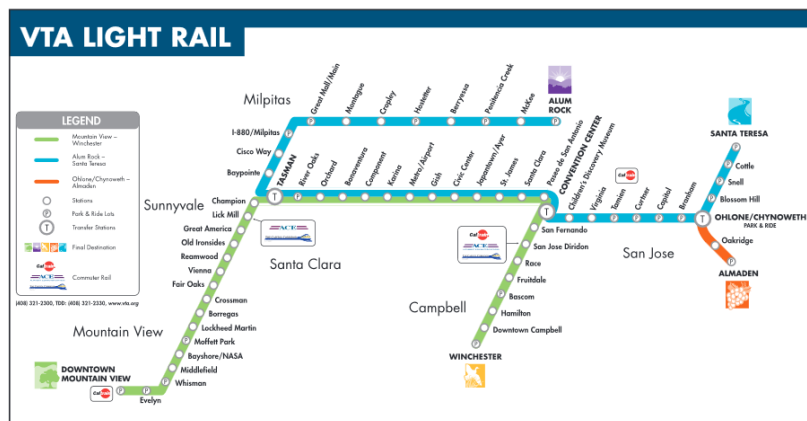 VTA LIGHT RAIL
LEGEND
Mountain View –
Winchester
Alum Rock –
Santa Teresa
Ohlone/Chynoweth –
Almaden
Stations
P
Park & Ride Lots
T
Transfer Stations
Final Destination
Commuter Rail
(408) 321-2300, TDD: (408) 321-2330, www.vta.org
Milpitas
Great Mall/Main
Montague
Cropley
Hostetter
Berryessa
Penitencia Creek
McKee
ALUM
ROCK
I-880/Milpitas
Cisco Way
Baypointe
TASMAN
River Oaks
Orchard
Bonaventura
Component
Karina
Metro/Airport
Gish
Civic Center
Japantown/Ayer
St. James
Santa Clara
Paseo de San Antonio
CONVENTION CENTER
Children's Discovery Museum
Virginia
Tamien
Curtner
Capitol
Branham
SANTA TERESA
Cottle
Snell
Blossom Hill
OHLONE/CHYNOWETH
PARK & RIDE
Oakridge
ALMADEN
San Jose
Sunnyvale
Champion
Lick Mill
Great America
Old Ironsides
Reamwood
Vienna
Fair Oaks
Crossman
Borregas
Lockheed Martin
Moffett Park
Bayshore/NASA
Middlefield
Whisman
Evelyn
ACE
Santa Clara
Mountain View
DOWNTOWN
MOUNTAIN VIEW
San Fernando
San Jose Diridon
Race
Fruitdale
Bascom
Hamilton
Downtown Campbell
WINCHESTER
Campbell
ACE